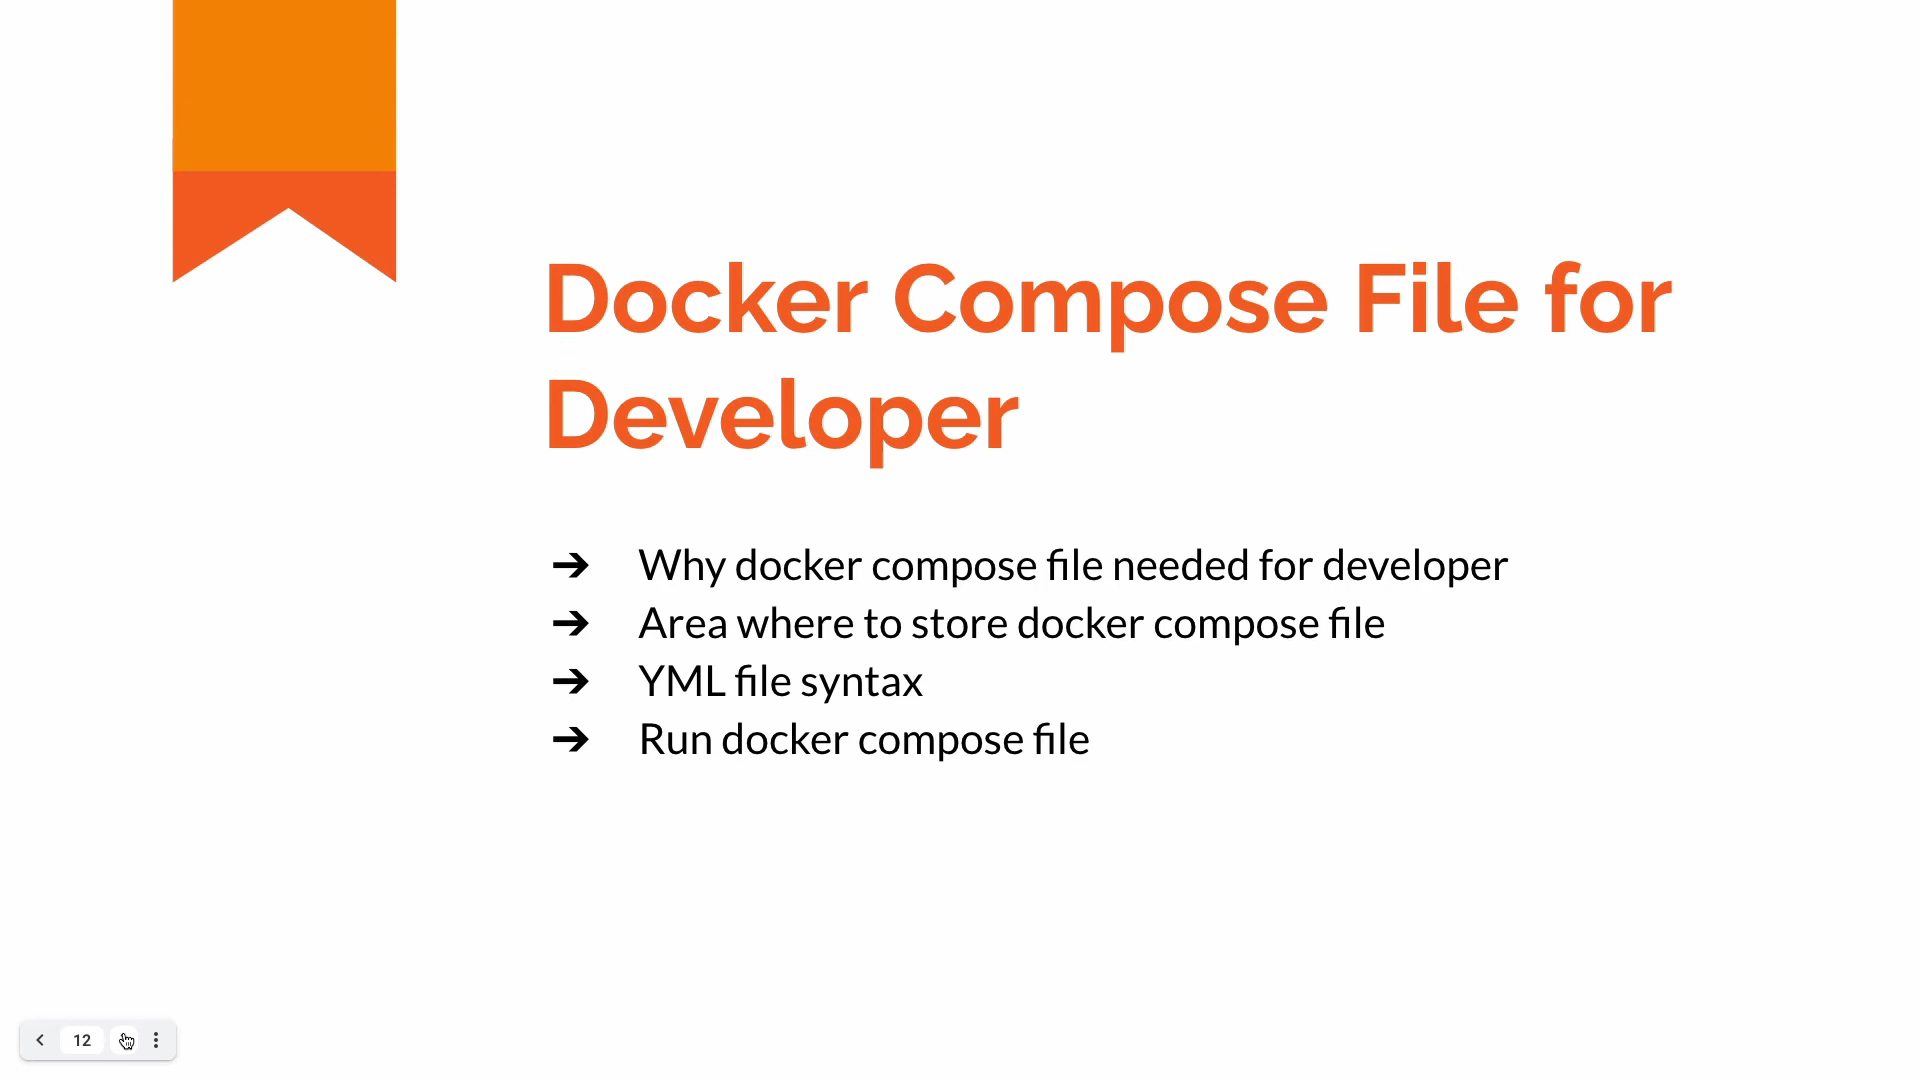 Docker Compose File for
Developer
➔ Why docker compose file needed for developer
➔ Area where to store docker compose file
➔ YML file syntax
➔ Run docker compose file
12